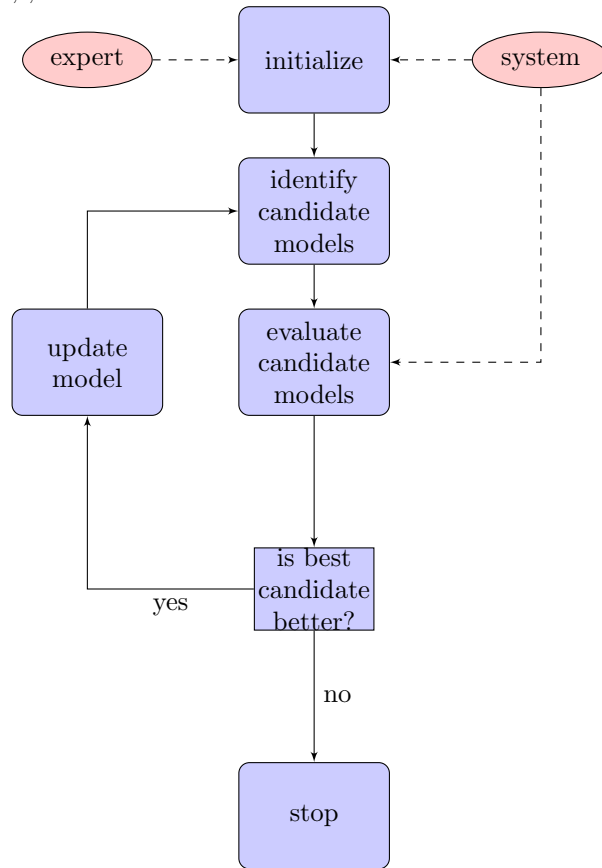 expert
initialize
system
identify
candidate
models
update
model
evaluate
candidate
models
is best
candidate
better?
yes
no
stop